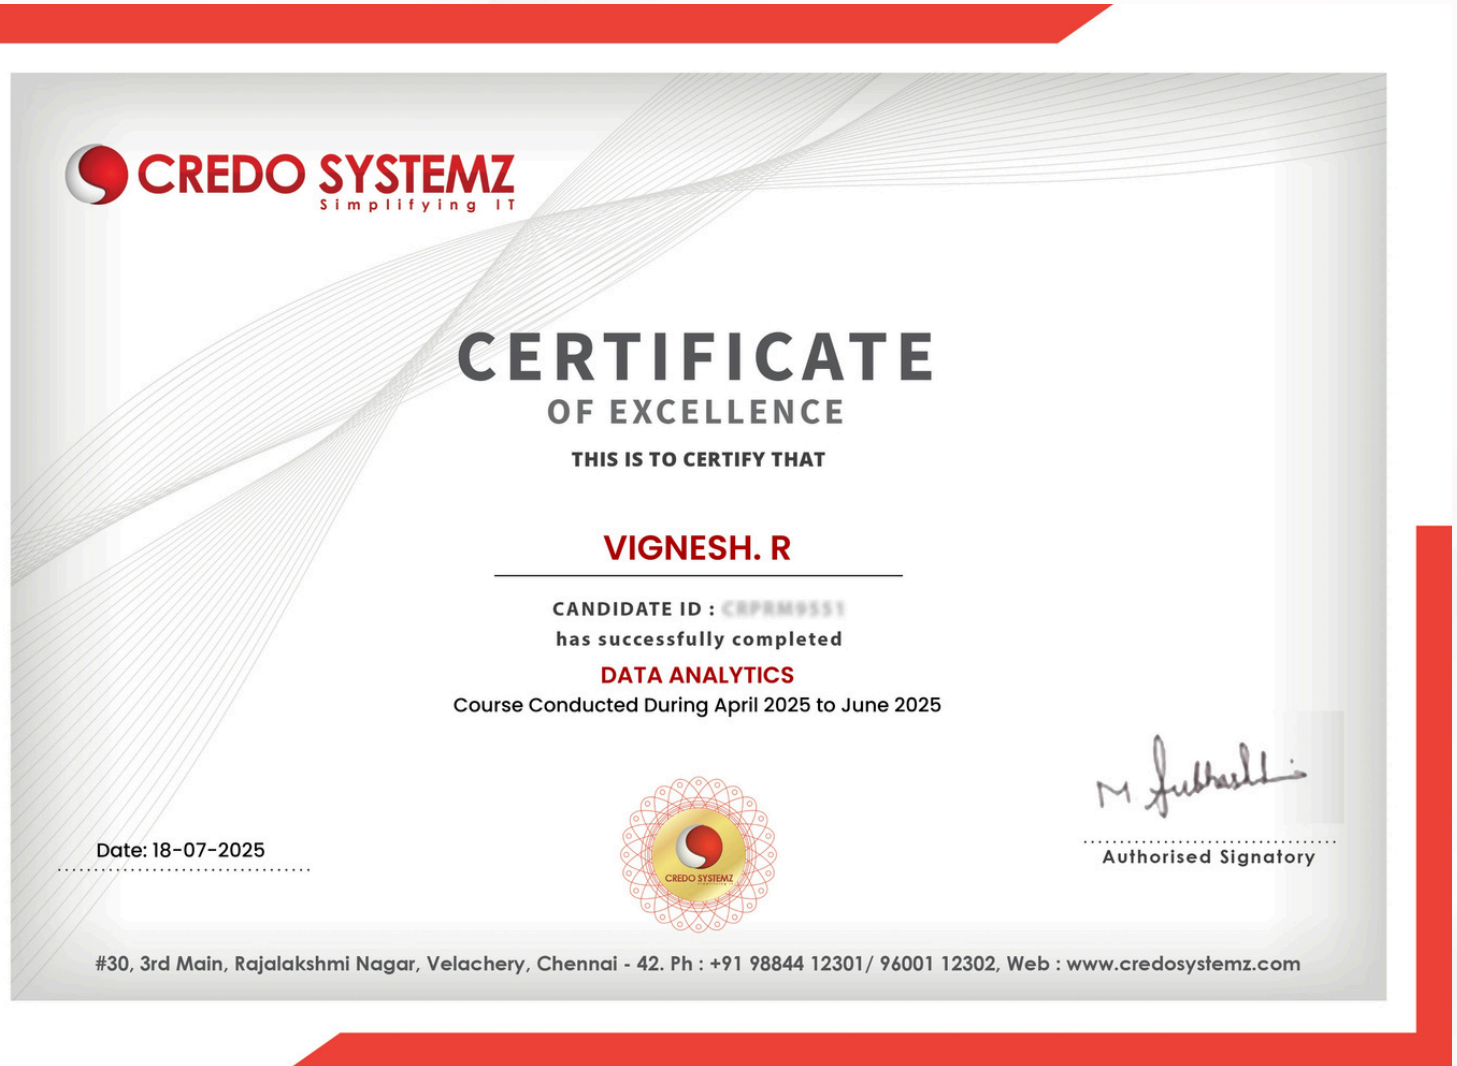 CREDO SYSTEMZ
Simplifying IT
CERTIFICATE
OF EXCELLENCE
THIS IS TO CERTIFY THAT
VIGNESH. R
CANDIDATE ID :
has successfully completed
DATA ANALYTICS
Course Conducted During April 2025 to June 2025
Date: 18-07-2025
CREDO SYSTEMZ
Authorised Signatory
#30, 3rd Main, Rajalakshmi Nagar, Velachery, Chennai - 42. Ph : +91 98844 12301/ 96001 12302, Web : www.credosystemz.com